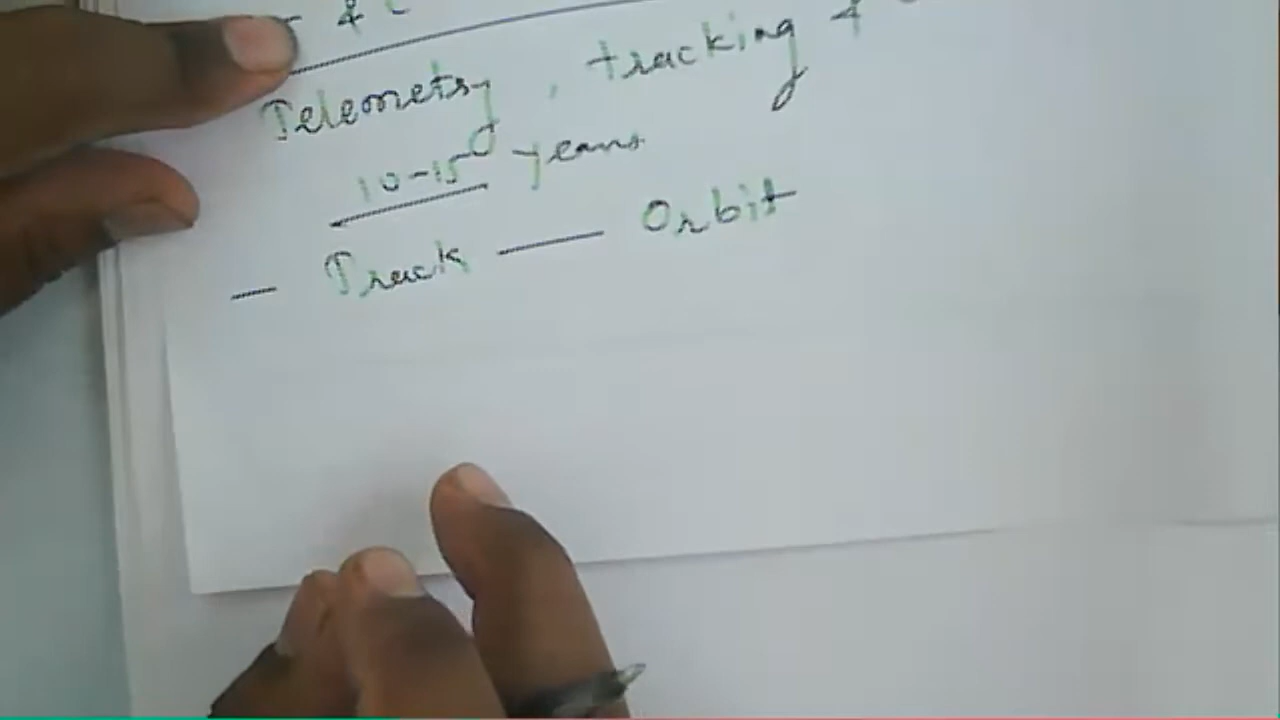 &
Telemetry, tracking &
10-15 years
— Track — Orbit